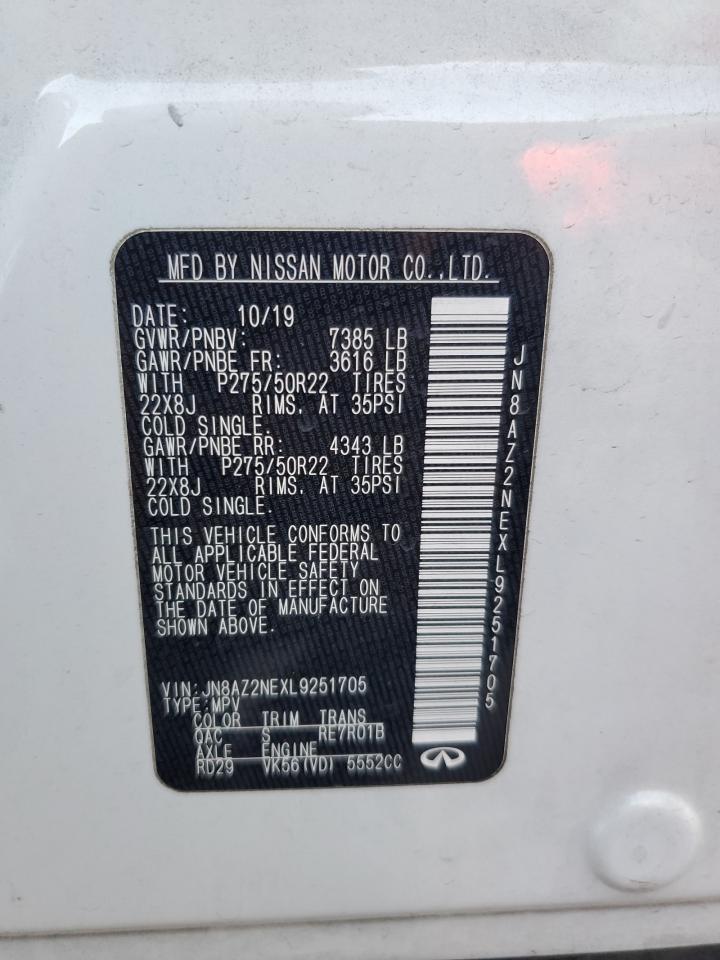 MFD BY NISSAN MOTOR CO.,LTD.
DATE: 10/19
GVWR/PNBV: 7385 LB
GAWR/PNBE FR: 3616 LB
WITH P275/50R22 TIRES
22X8J RIMS. AT 35PSI
COLD SINGLE.
GAWR/PNBE RR: 4343 LB
WITH P275/50R22 TIRES
22X8J RIMS. AT 35PSI
COLD SINGLE.
THIS VEHICLE CONFORMS TO
ALL APPLICABLE FEDERAL
MOTOR VEHICLE SAFETY
STANDARDS IN EFFECT ON
THE DATE OF MANUFACTURE
SHOWN ABOVE.
VIN:JN8AZ2NEXL9251705
TYPE:MPV
COLOR TRIM TRANS
QAC S RE7R01B
AXLE ENGINE
RD29 VK56(VD) 5552CC
JN8AZ2NEXL9251705